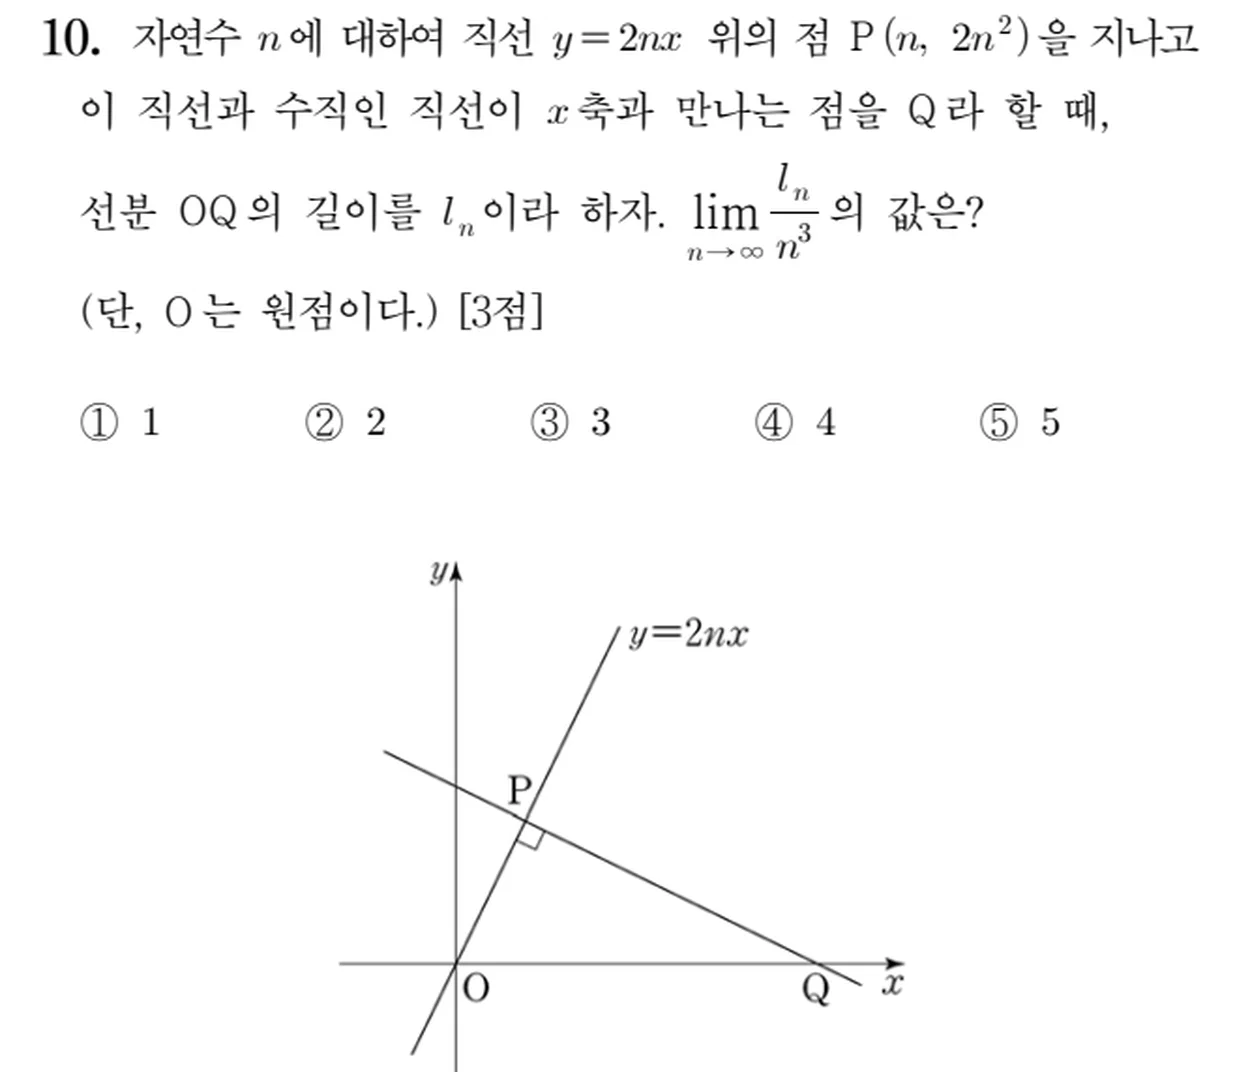 10. 자연수 n에 대하여 직선 y=2nx 위의 점 P(n, 2n²)을 지나고
이 직선과 수직인 직선이 x축과 만나는 점을 Q라 할 때,
선분 OQ의 길이를 lₙ이라 하자. lim_{n→∞} lₙ/n³의 값은?
(단, O는 원점이다.) [3점]
① 1 ② 2 ③ 3 ④ 4 ⑤ 5
y
y=2nx
P
O
Q
x